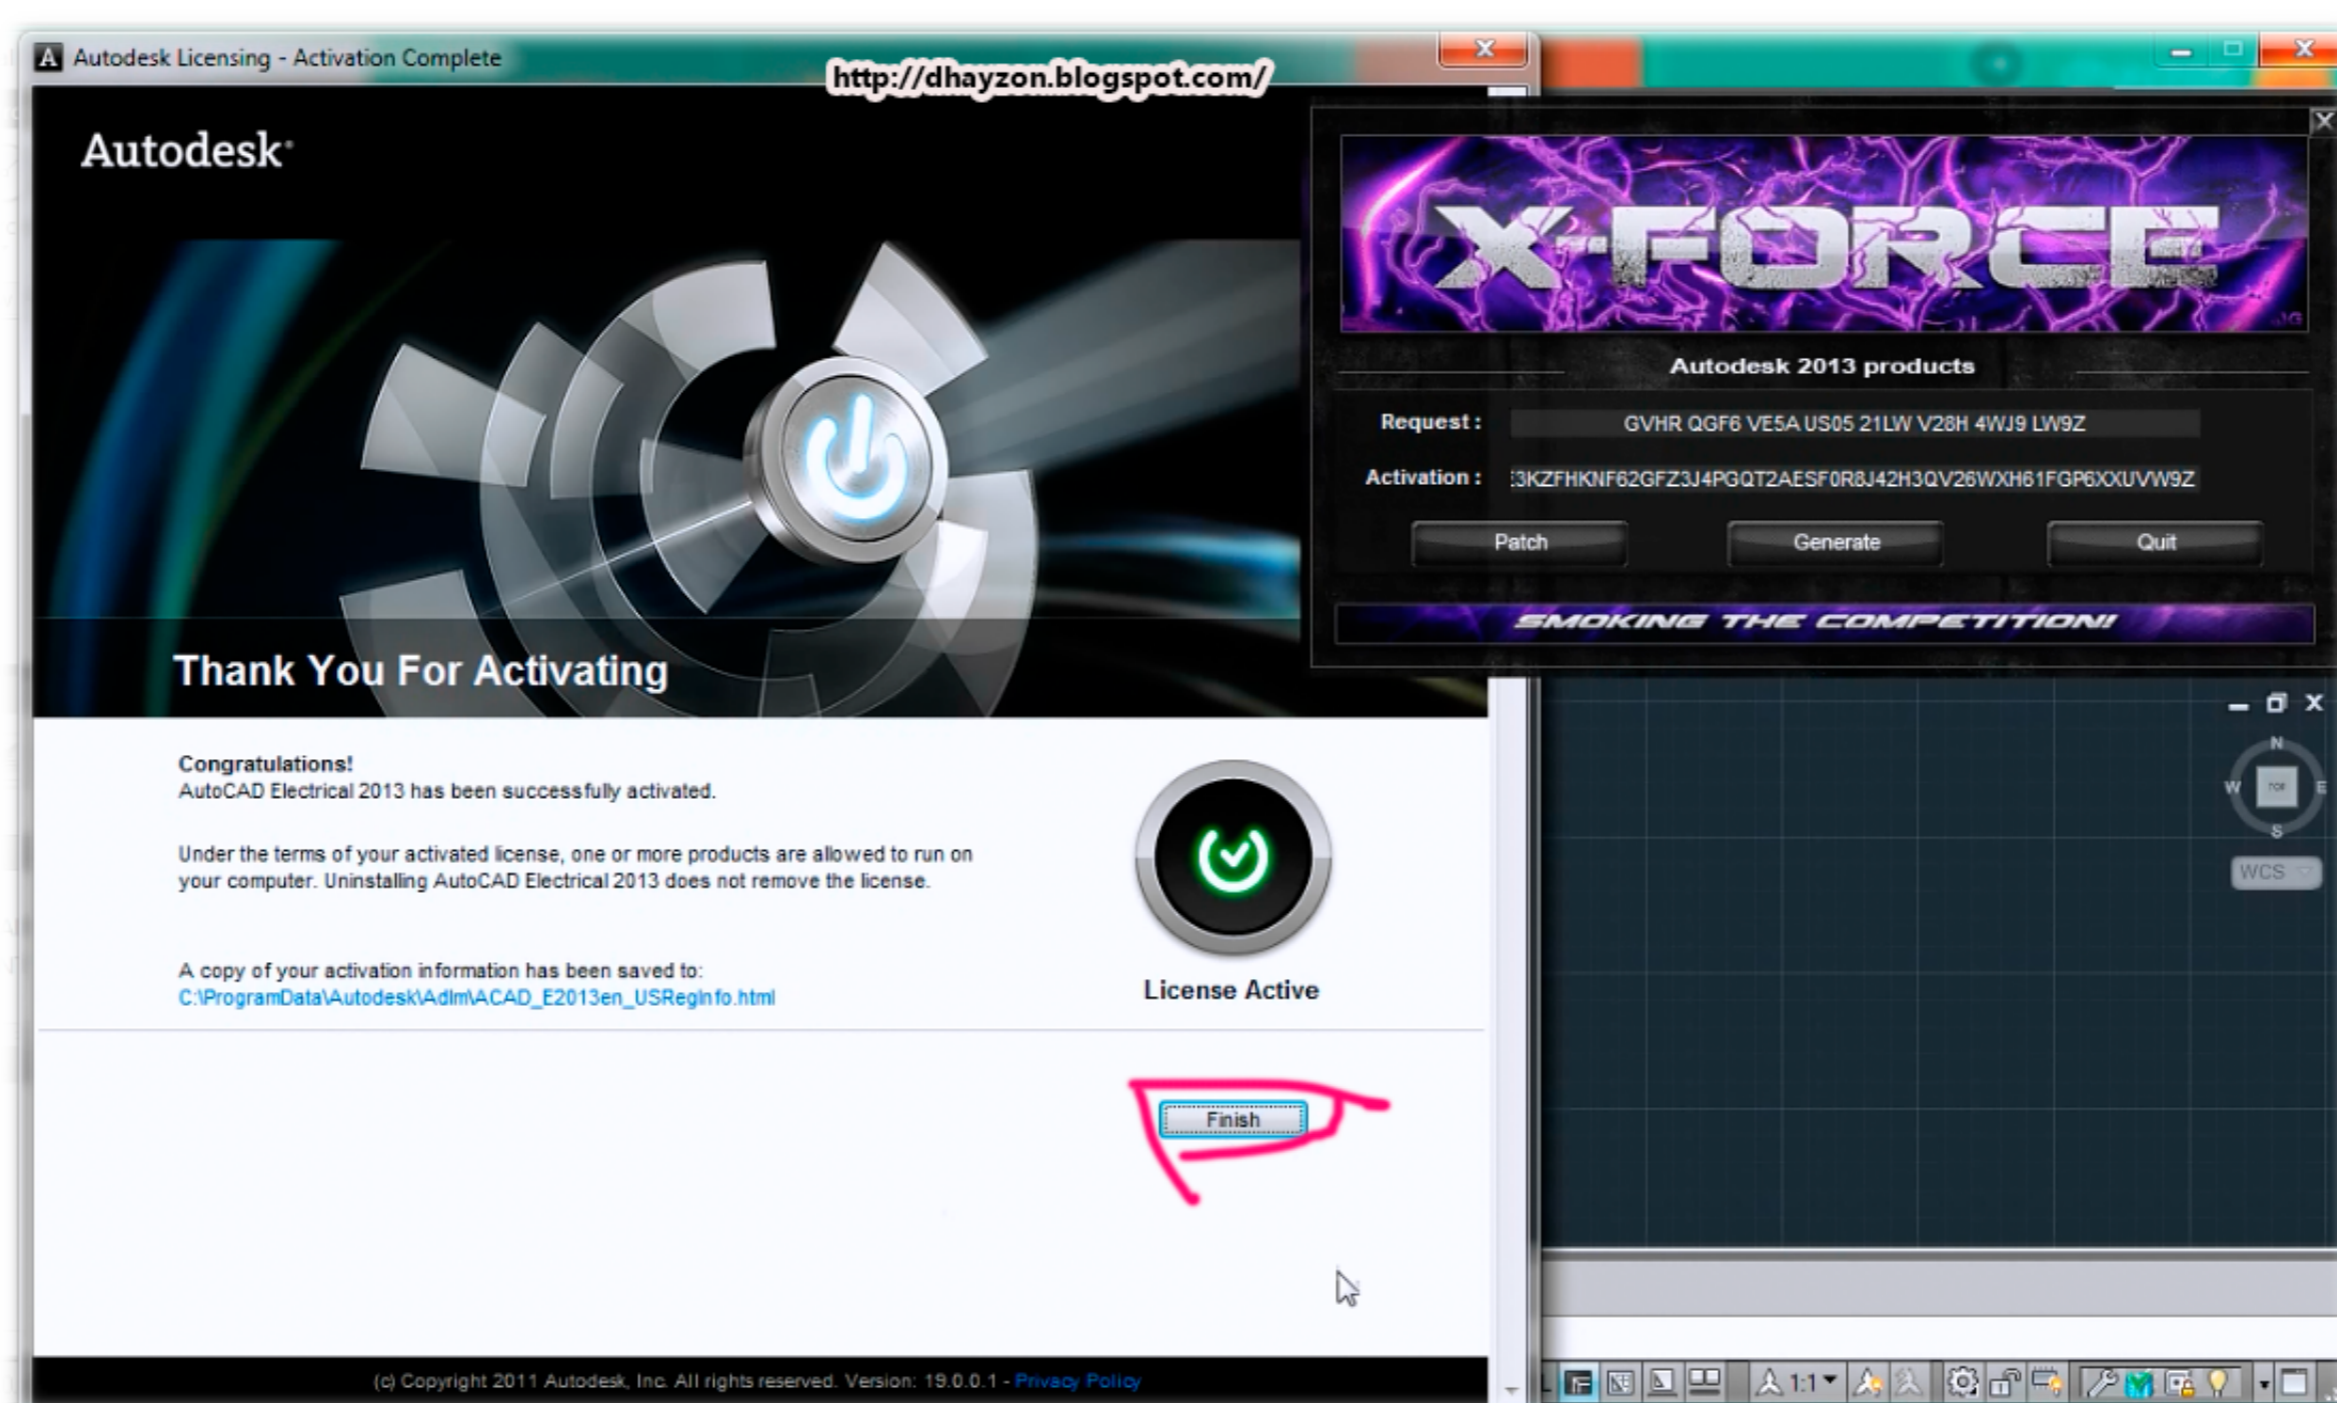 Autodesk Licensing - Activation Complete
http://dhayzon.blogspot.com/
Autodesk
X-FORCE
Autodesk 2013 products
Request : GVHR QGF6 VE5A US05 21LW V28H 4WJ9 LW9Z
Activation : 3KZFHKNF62GFZ3J4PGQT2AESF0R8J42H3QV26WXH61FGP6XXUVW9Z
Patch Generate Quit
SMOKING THE COMPETITION!
Thank You For Activating
Congratulations!
AutoCAD Electrical 2013 has been successfully activated.
Under the terms of your activated license, one or more products are allowed to run on
your computer. Uninstalling AutoCAD Electrical 2013 does not remove the license.
A copy of your activation information has been saved to:
C:\ProgramData\Autodesk\Adlm\ACAD_E2013en_USRegInfo.html
License Active
Finish
N
W TOP E
S
WCS
(c) Copyright 2011 Autodesk, Inc. All rights reserved. Version: 19.0.0.1 - Privacy Policy
1:1